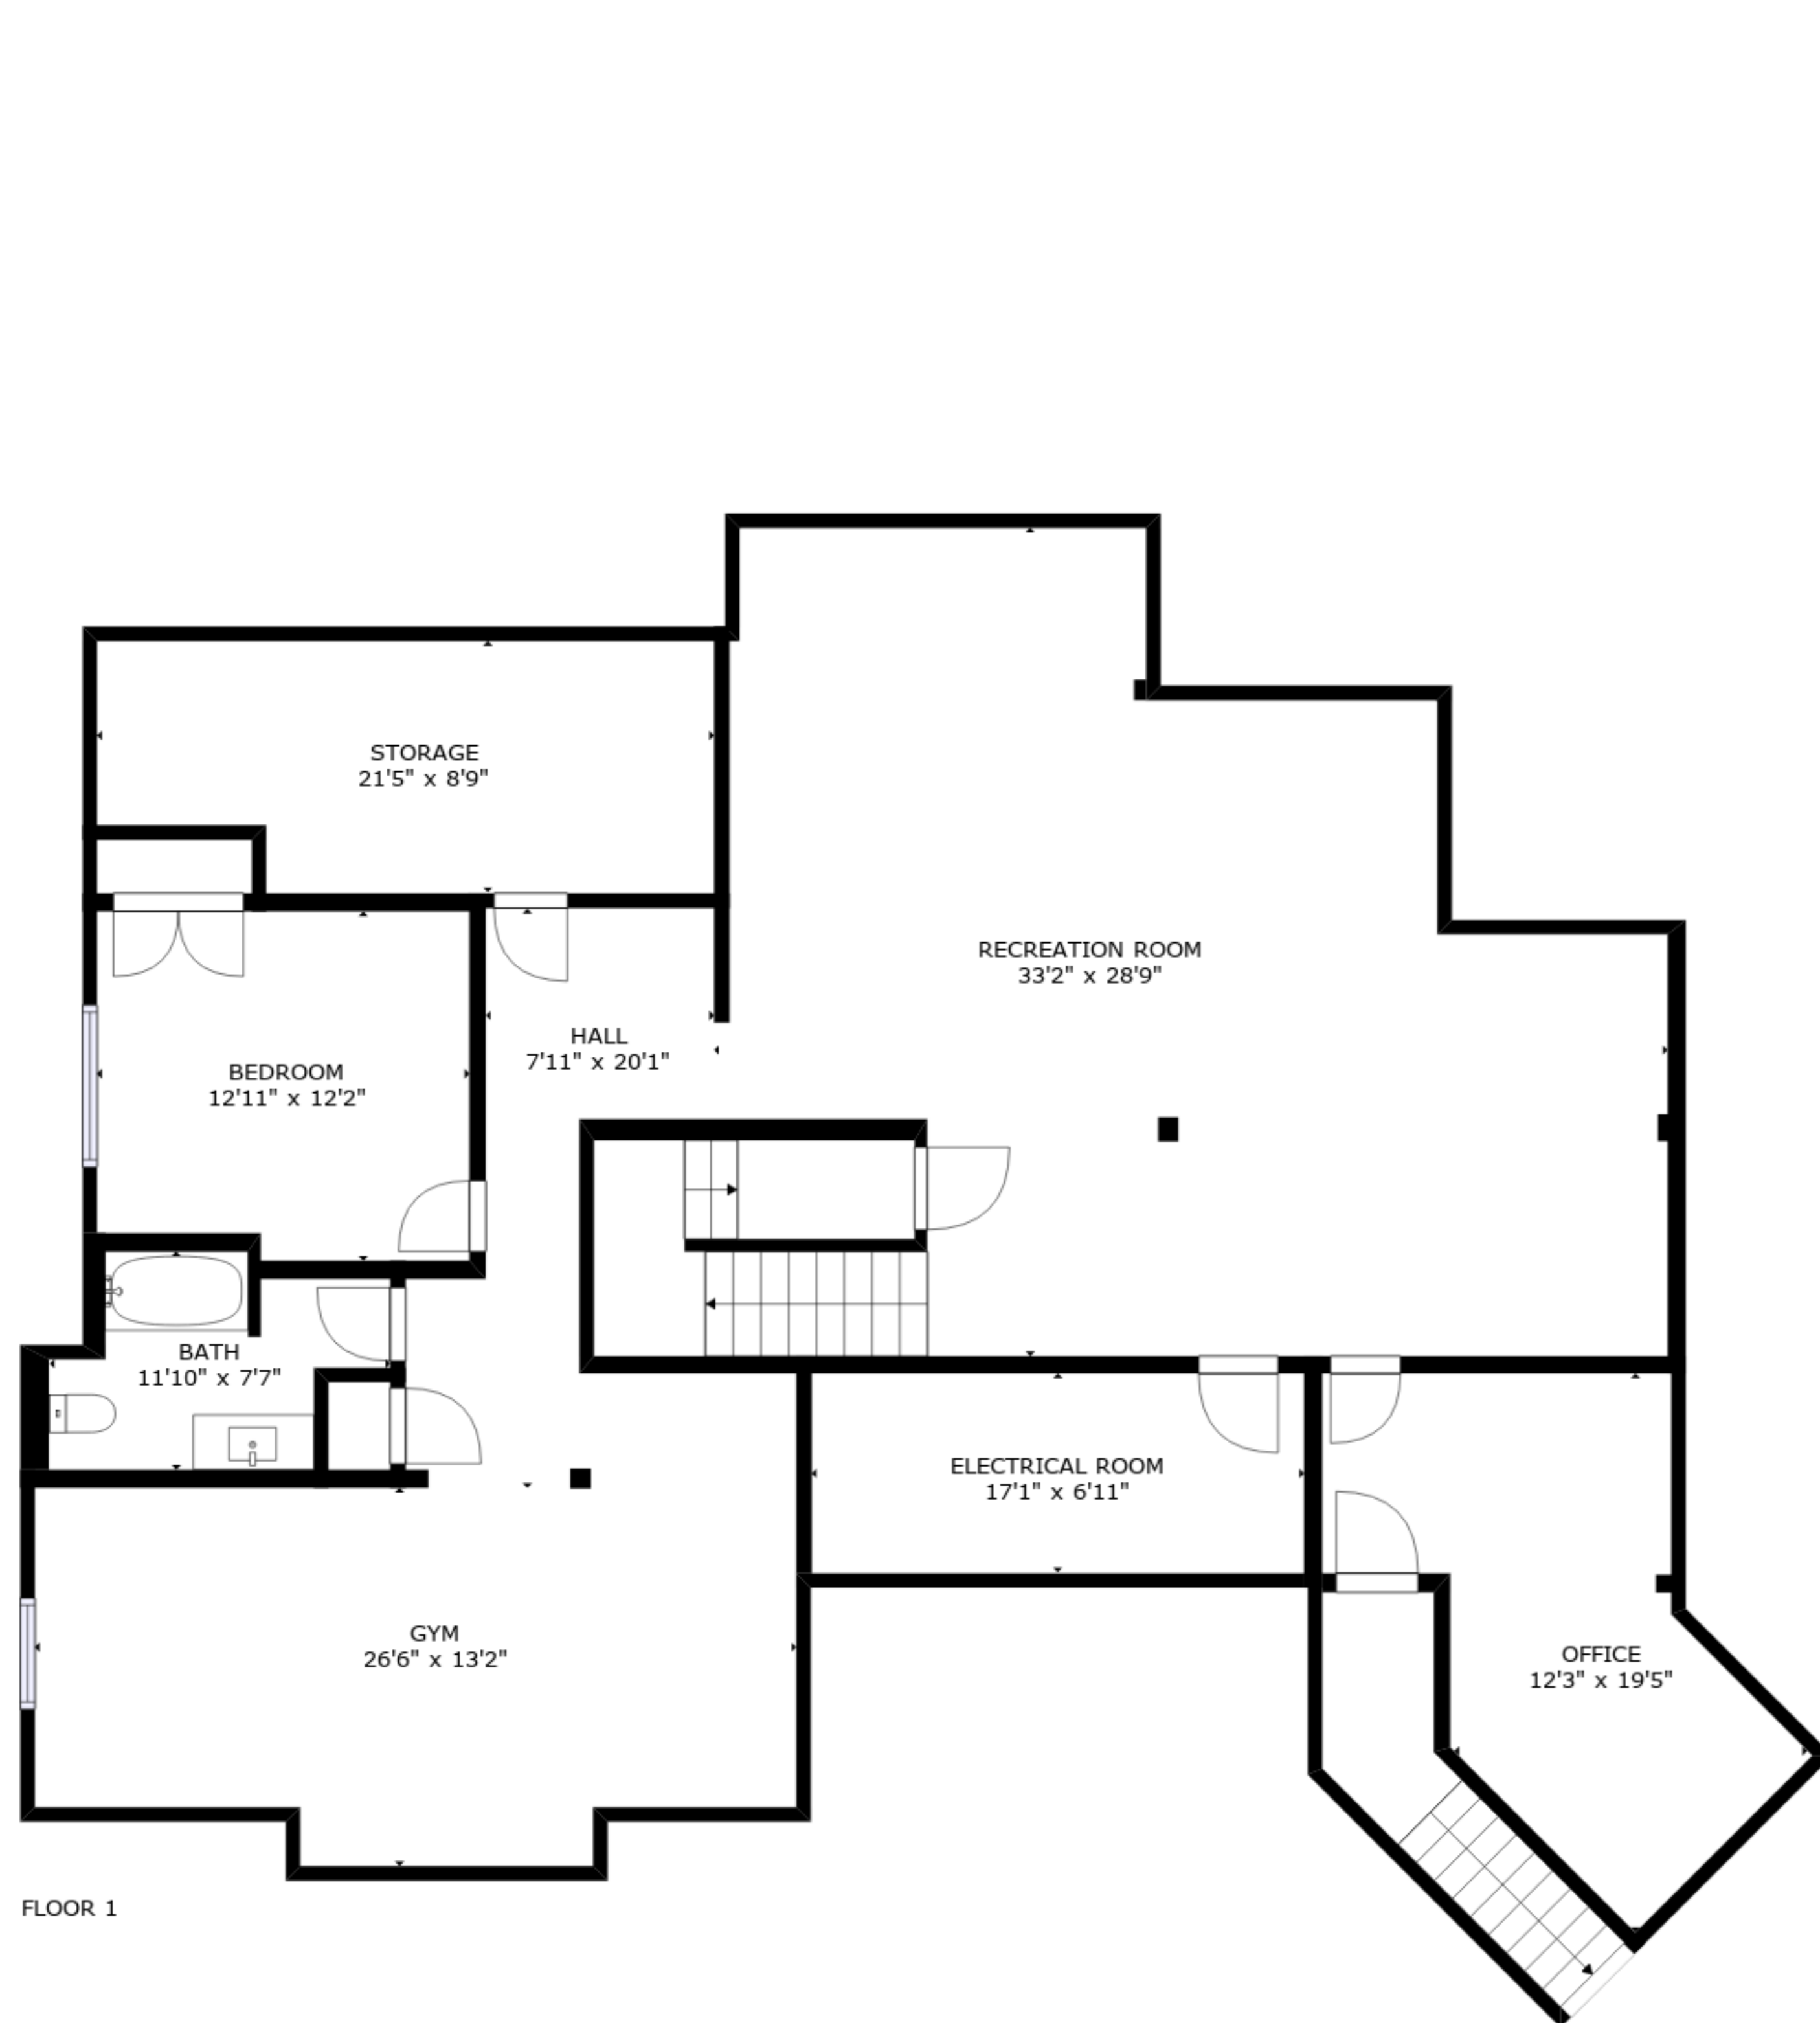 STORAGE
21'5" x 8'9"
RECREATION ROOM
33'2" x 28'9"
HALL
7'11" x 20'1"
BEDROOM
12'11" x 12'2"
BATH
11'10" x 7'7"
ELECTRICAL ROOM
17'1" x 6'11"
GYM
26'6" x 13'2"
OFFICE
12'3" x 19'5"
FLOOR 1